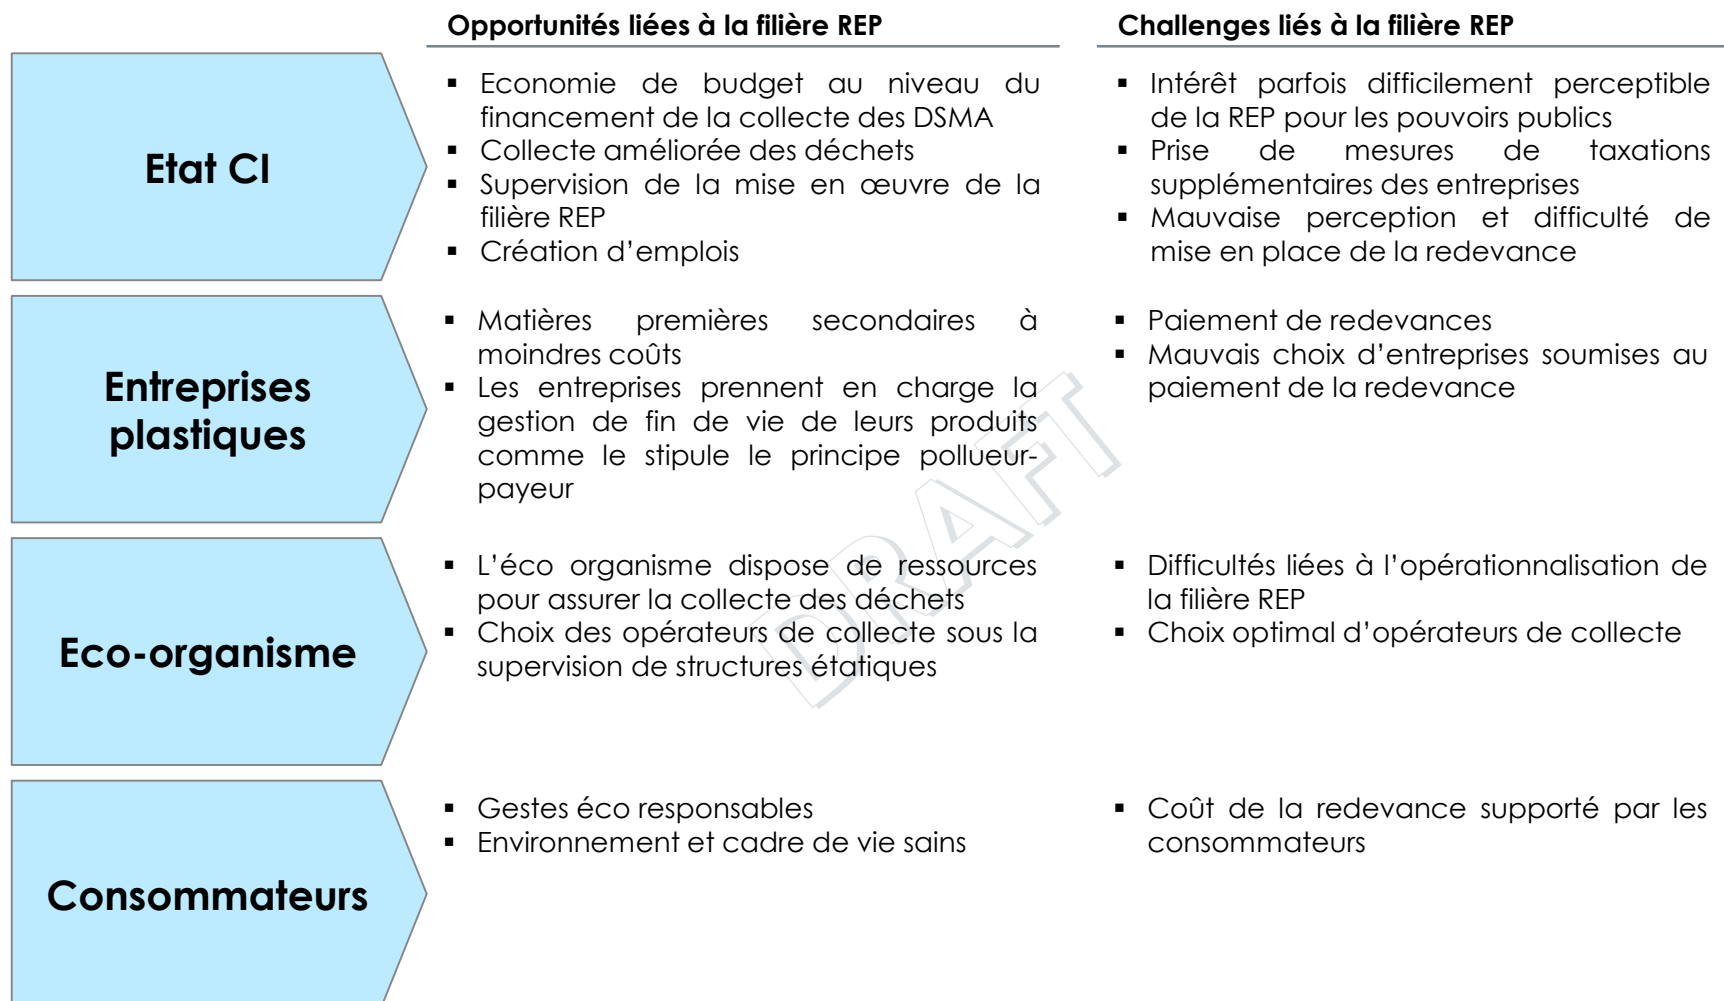 Opportunités liées à la filière REP
Challenges liés à la filière REP
Etat CI
▪ Economie de budget au niveau du
financement de la collecte des DSMA
▪ Collecte améliorée des déchets
▪ Supervision de la mise en œuvre de la
filière REP
▪ Création d’emplois
▪ Intérêt parfois difficilement perceptible
de la REP pour les pouvoirs publics
▪ Prise de mesures de taxations
supplémentaires des entreprises
▪ Mauvaise perception et difficulté de
mise en place de la redevance
Entreprises
plastiques
▪ Matières premières secondaires à
moindres coûts
▪ Les entreprises prennent en charge la
gestion de fin de vie de leurs produits
comme le stipule le principe pollueur-
payeur
▪ Paiement de redevances
▪ Mauvais choix d’entreprises soumises au
paiement de la redevance
Eco-organisme
▪ L’éco organisme dispose de ressources
pour assurer la collecte des déchets
▪ Choix des opérateurs de collecte sous la
supervision de structures étatiques
▪ Difficultés liées à l’opérationnalisation de
la filière REP
▪ Choix optimal d’opérateurs de collecte
Consommateurs
▪ Gestes éco responsables
▪ Environnement et cadre de vie sains
▪ Coût de la redevance supporté par les
consommateurs
DRAFT